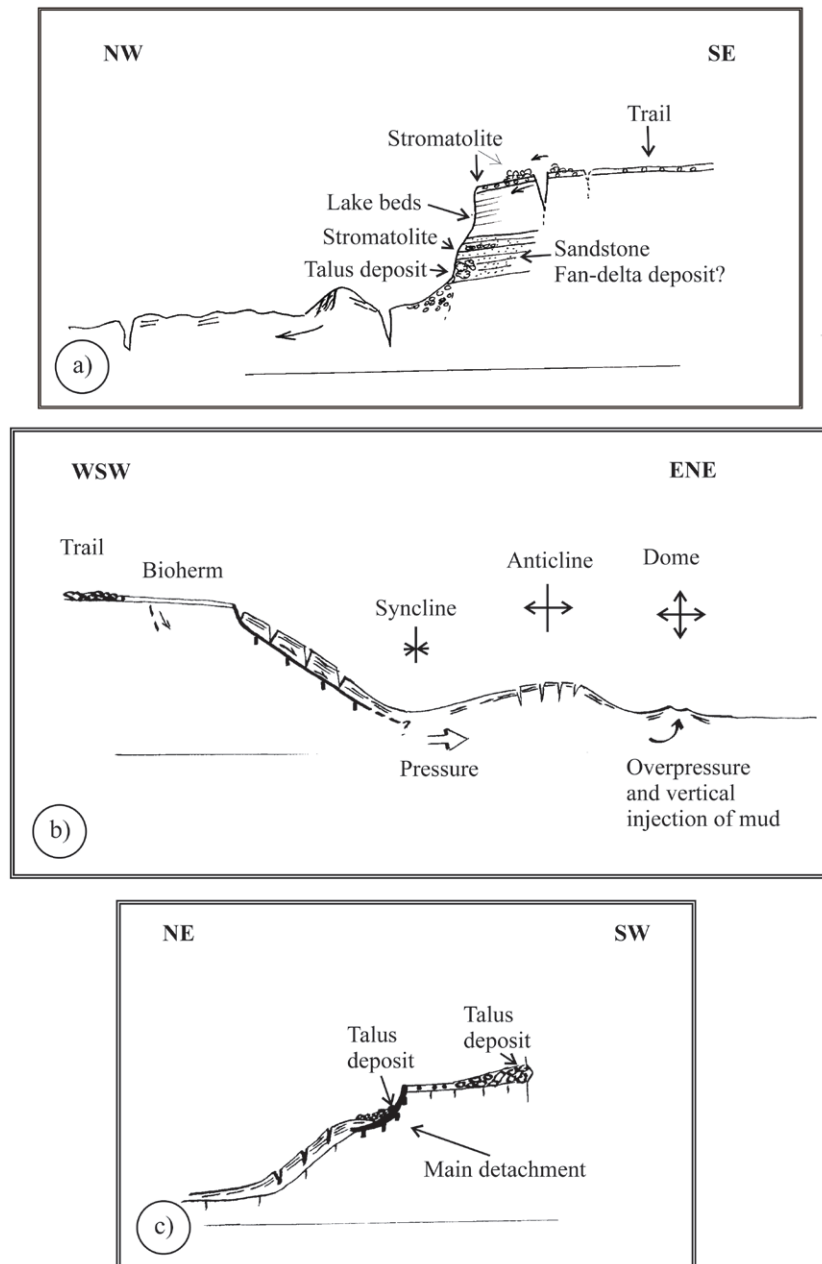 NW
SE
Trail
Stromatolite
Lake beds
Stromatolite
Talus deposit
Sandstone
Fan-delta deposit?
a)
WSW
ENE
Trail
Bioherm
Anticline
Dome
Syncline
?
Pressure
Overpressure
and vertical
injection of mud
b)
NE
SW
Talus
deposit
Talus
deposit
Main detachment
c)